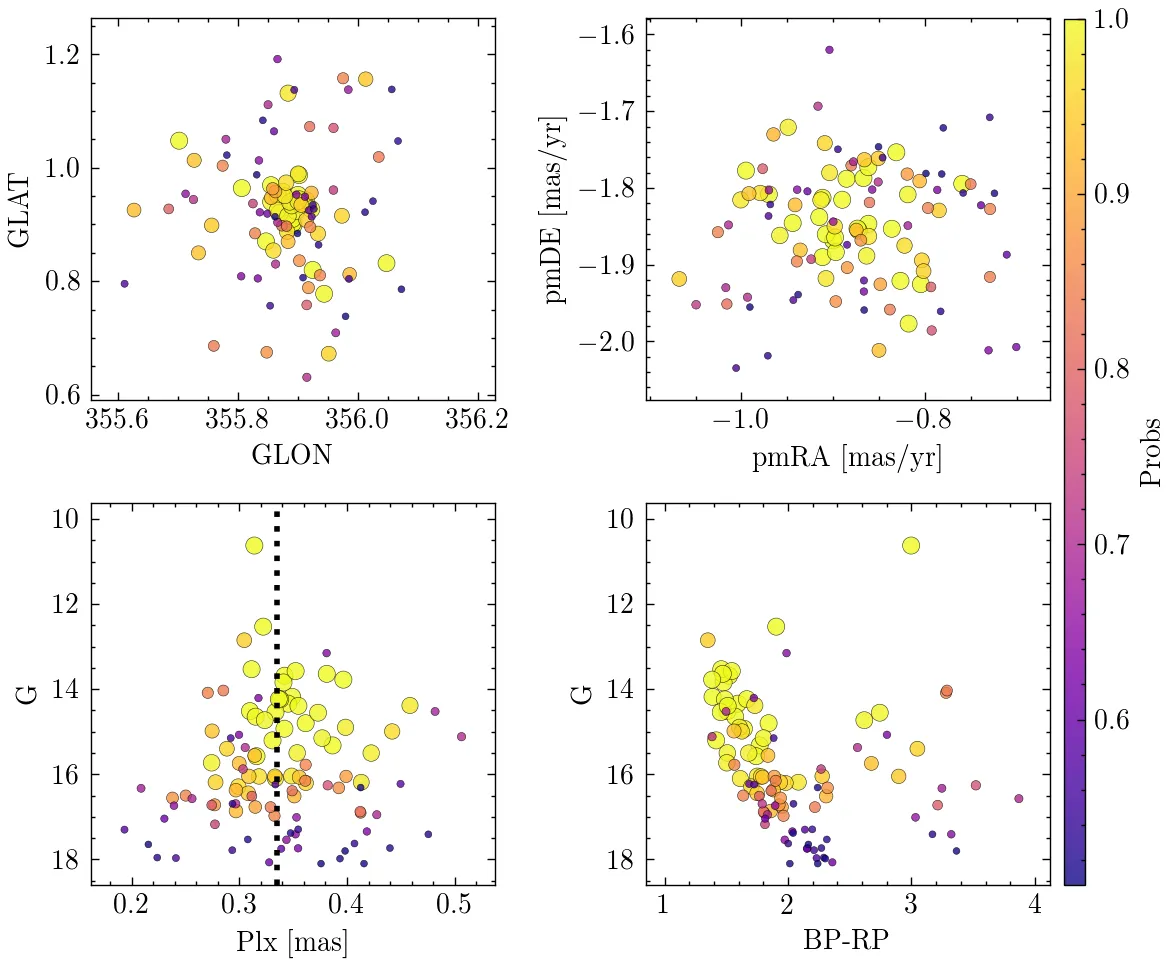 1.2
1.0
0.8
0.6
GLAT
355.6 355.8 356.0 356.2
GLON
−1.6
−1.7
−1.8
−1.9
−2.0
pmDE [mas/yr]
−1.0 −0.8
pmRA [mas/yr]
1.0
0.9
0.8
0.7
0.6
Probs
10
12
14
16
18
G
0.2 0.3 0.4 0.5
Plx [mas]
10
12
14
16
18
G
1 2 3 4
BP-RP